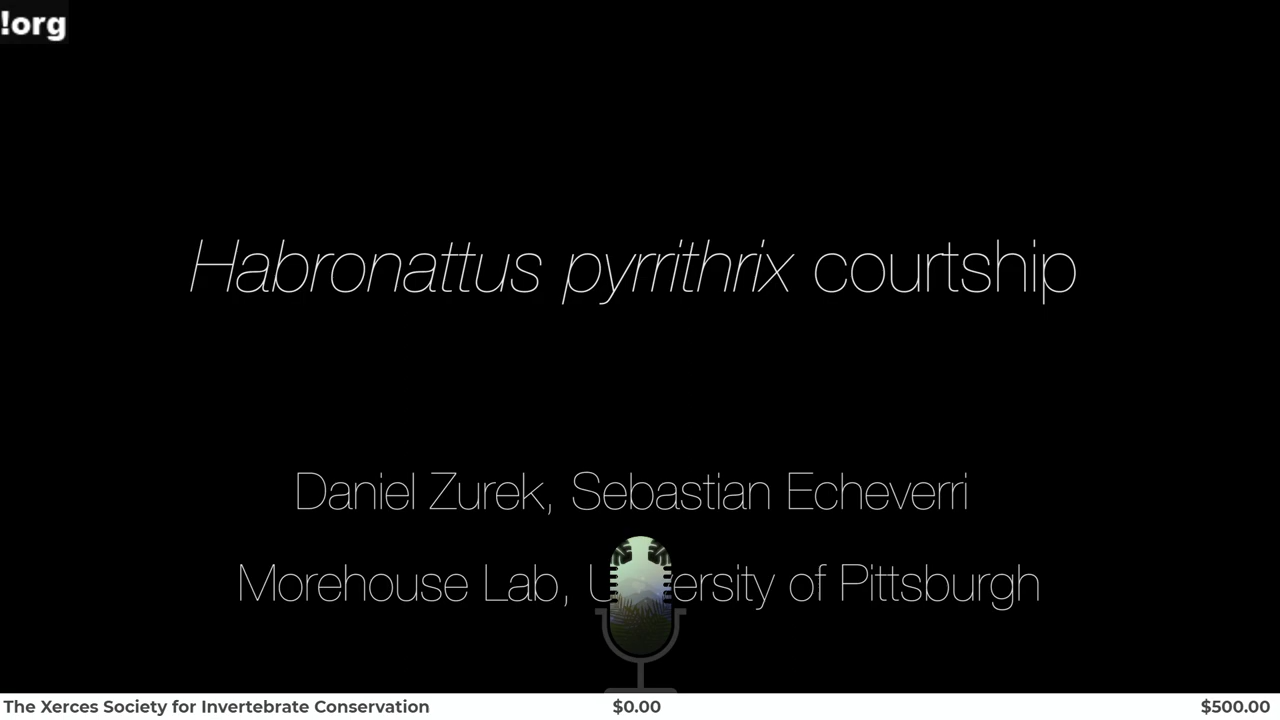 !org
Habronattus pyrrithrix courtship
Daniel Zurek, Sebastian Echeverri
Morehouse Lab, University of Pittsburgh
The Xerces Society for Invertebrate Conservation $0.00 $500.00